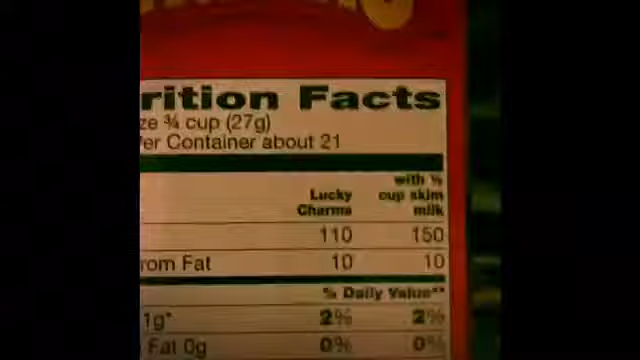 rition Facts
ze ¾ cup (27g)
er Container about 21
with ½
Lucky cup skim
Charms milk
110 150
rom Fat 10 10
% Daily Value**
1g* 2% 2%
Fat 0g 0% 0%